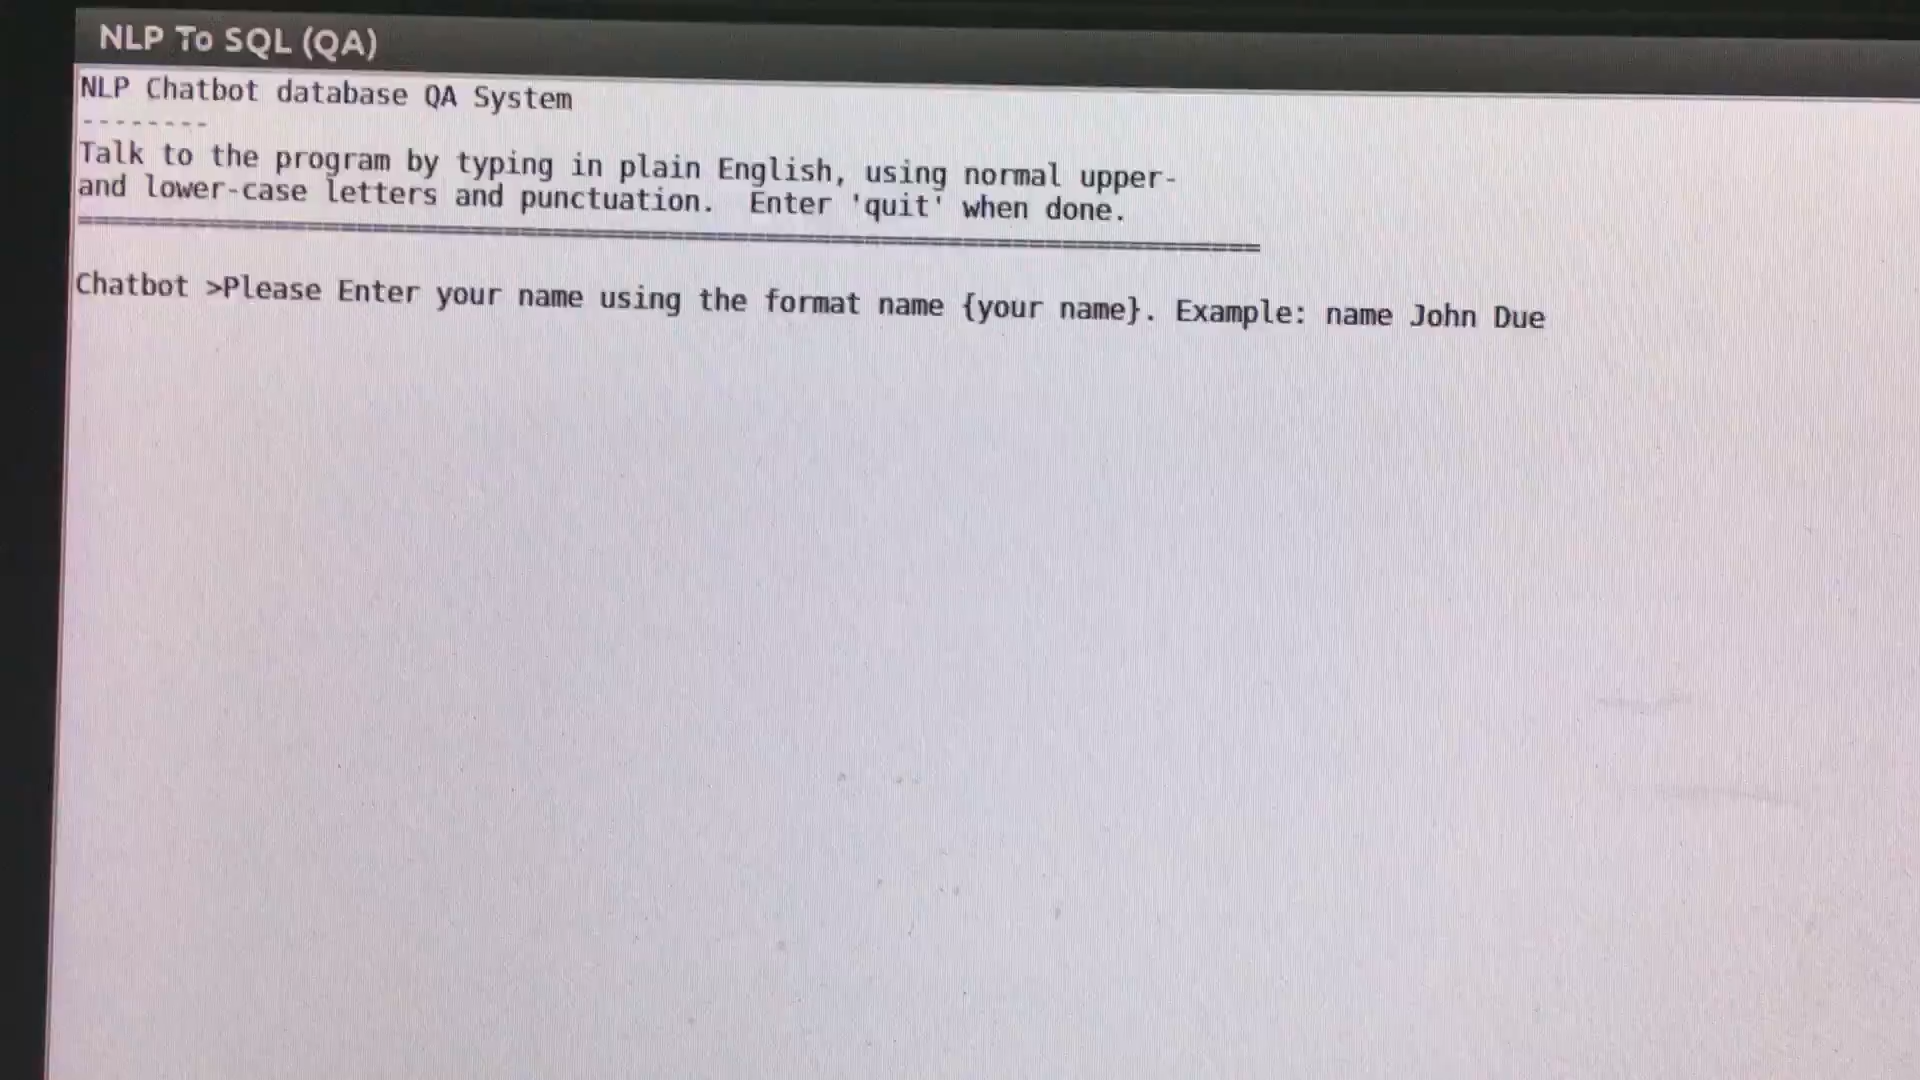 NLP To SQL (QA)
NLP Chatbot database QA System
--------
Talk to the program by typing in plain English, using normal upper-
and lower-case letters and punctuation.  Enter 'quit' when done.
========================================================================
Chatbot >Please Enter your name using the format name {your name}. Example: name John Due